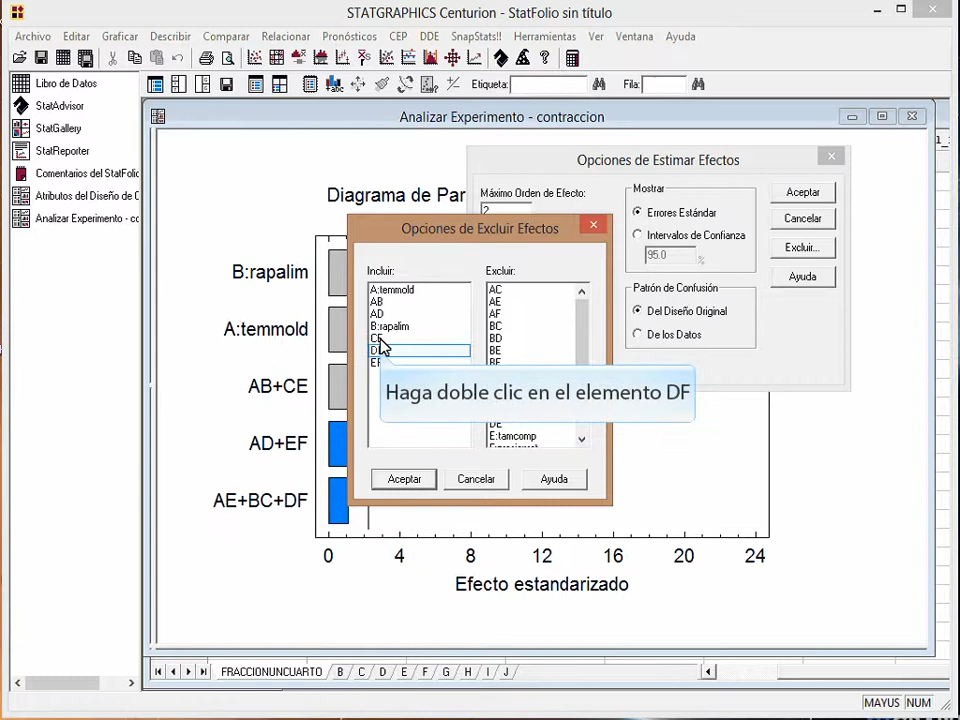 STATGRAPHICS Centurion - StatFolio sin título
Archivo Editar Graficar Describir Comparar Relacionar Pronósticos CEP DDE SnapStats!! Herramientas Ver Ventana Ayuda
Etiqueta: Fila:
Libro de Datos
StatAdvisor
StatGallery
StatReporter
Comentarios del StatFolio
Atributos del Diseño de C
Analizar Experimento - co
Analizar Experimento - contraccion
Diagrama de Par
B:rapalim
A:temmold
AB+CE
AD+EF
AE+BC+DF
0 4 8 12 16 20 24
Efecto estandarizado
Opciones de Estimar Efectos
Máximo Orden de Efecto:
2
Mostrar
Errores Estándar
Intervalos de Confianza
95.0 %
Patrón de Confusión
Del Diseño Original
De los Datos
Aceptar
Cancelar
Excluir...
Ayuda
Opciones de Excluir Efectos
Incluir:
A:temmold
AB
AD
B:rapalim
CE
D
EF
Excluir:
AC
AE
AF
BC
BD
BE
BF
DE
E:tamcomp
Aceptar Cancelar Ayuda
Haga doble clic en el elemento DF
FRACCIONUNCUARTO B C D E F G H I J
MAYUS NUM